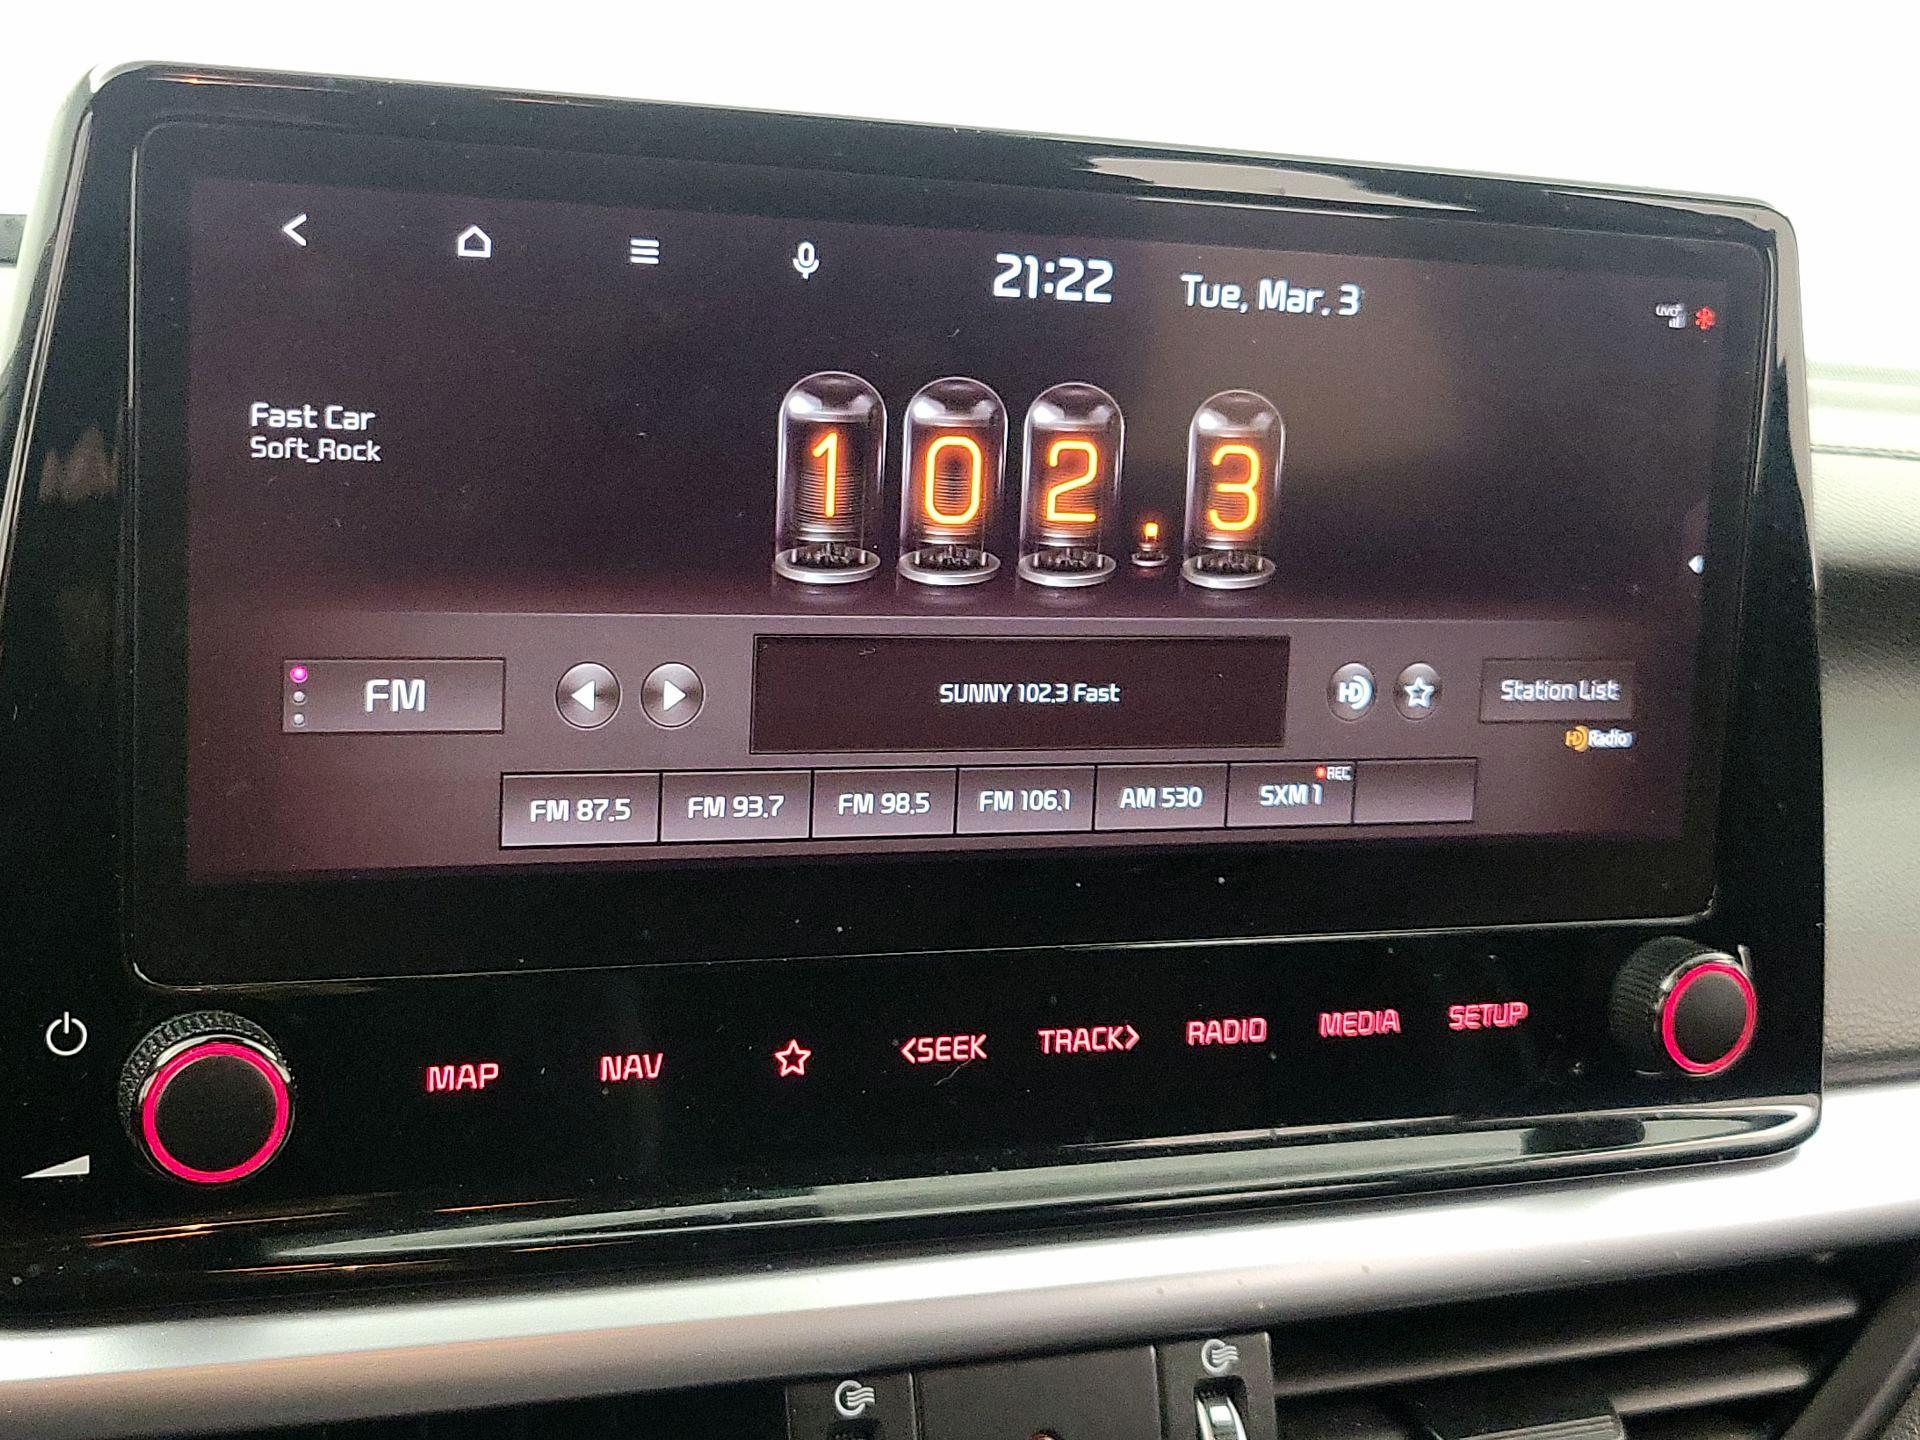 21:22
Tue, Mar. 3
UVO
Fast Car
Soft_Rock
102.3
FM
SUNNY 102.3 Fast
HD
Station List
HD Radio
FM 87.5
FM 93.7
FM 98.5
FM 106.1
AM 530
SXM 1
REC
MAP
NAV
<SEEK
TRACK>
RADIO
MEDIA
SETUP